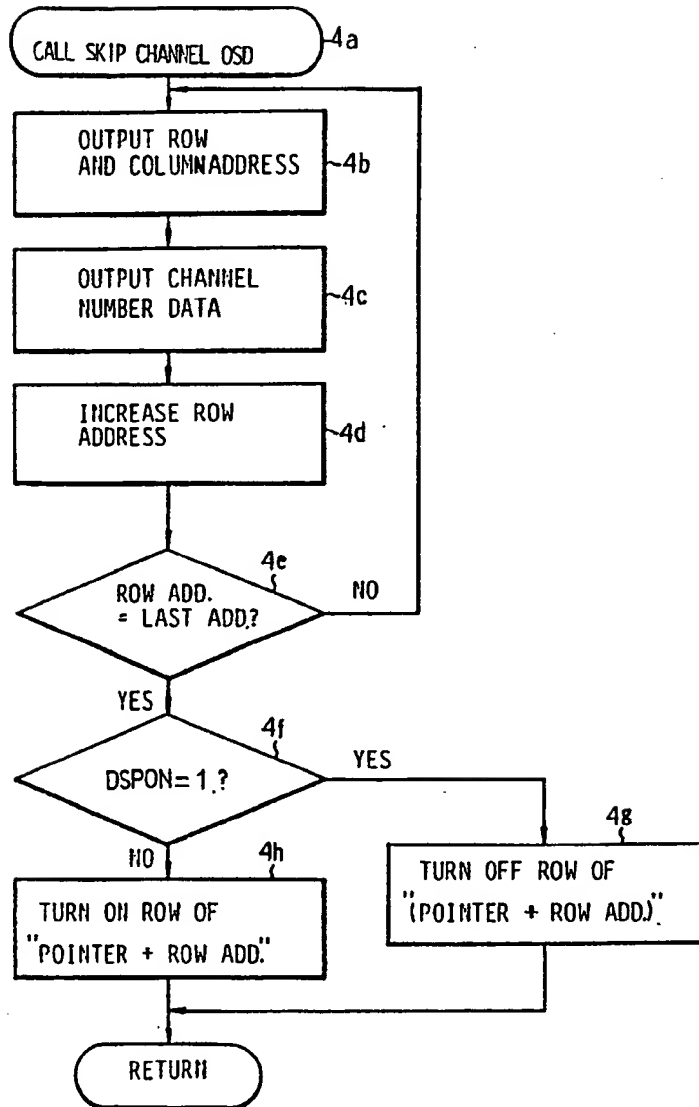 CALL SKIP CHANNEL OSD
4a
OUTPUT ROW
AND COLUMNADDRESS
4b
OUTPUT CHANNEL
NUMBER DATA
4c
INCREASE ROW
ADDRESS
4d
4e
ROW ADD.
= LAST ADD.?
NO
YES
4f
DSPON=1.?
YES
NO
4g
TURN OFF ROW OF
"(POINTER + ROW ADD.)"
4h
TURN ON ROW OF
"POINTER + ROW ADD."
RETURN